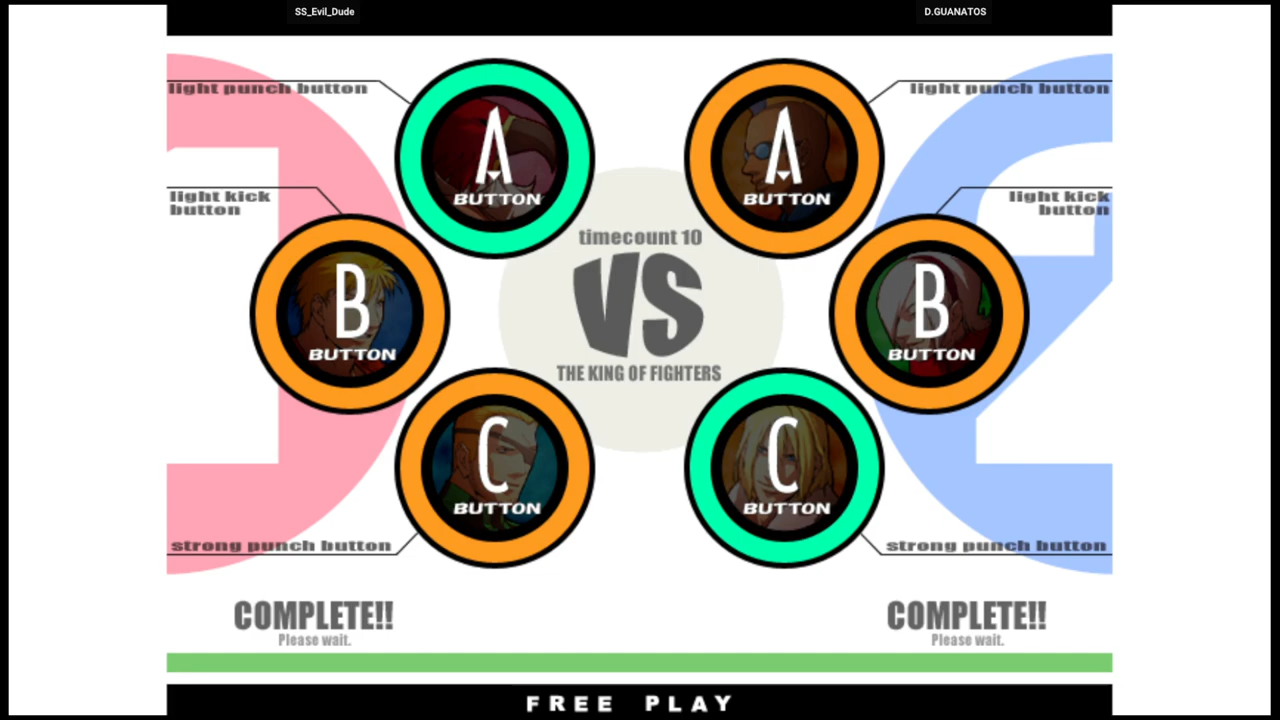 SS_Evil_Dude
D.GUANATOS
light punch button
light punch button
A
BUTTON
A
BUTTON
light kick
button
light kick
button
B
BUTTON
timecount 10
VS
THE KING OF FIGHTERS
B
BUTTON
C
BUTTON
C
BUTTON
strong punch button
strong punch button
COMPLETE!!
Please wait.
COMPLETE!!
Please wait.
FREE PLAY
1
2